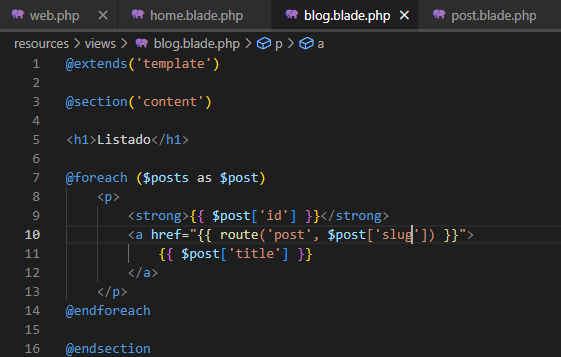 web.php × home.blade.php blog.blade.php × post.blade.php
resources > views > blog.blade.php > p > a
1 @extends('template')
2
3 @section('content')
4
5 <h1>Listado</h1>
6
7 @foreach ($posts as $post)
8     <p>
9         <strong>{{ $post['id'] }}</strong>
10         <a href="{{ route('post', $post['slug']) }}">
11             {{ $post['title'] }}
12         </a>
13     </p>
14 @endforeach
15
16 @endsection